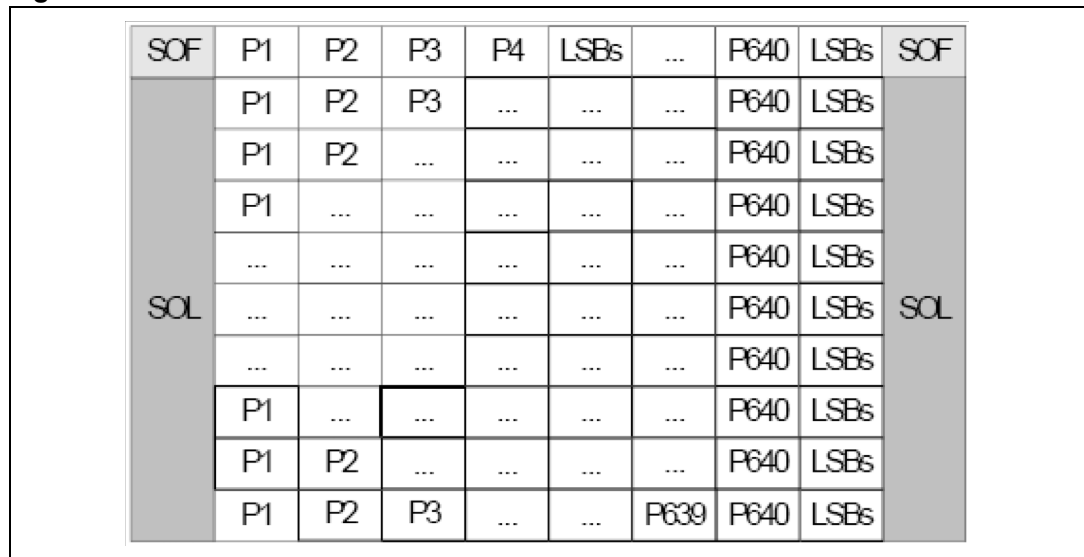 SOF P1 P2 P3 P4 LSBs ... P640 LSBs SOF
P1 P2 P3 ... ... ... P640 LSBs
P1 P2 ... ... ... ... P640 LSBs
P1 ... ... ... ... ... P640 LSBs
... ... ... ... ... ... P640 LSBs
SOL ... ... ... ... ... ... P640 LSBs SOL
... ... ... ... ... ... P640 LSBs
P1 ... ... ... ... ... P640 LSBs
P1 P2 ... ... ... ... P640 LSBs
P1 P2 P3 ... ... P639 P640 LSBs